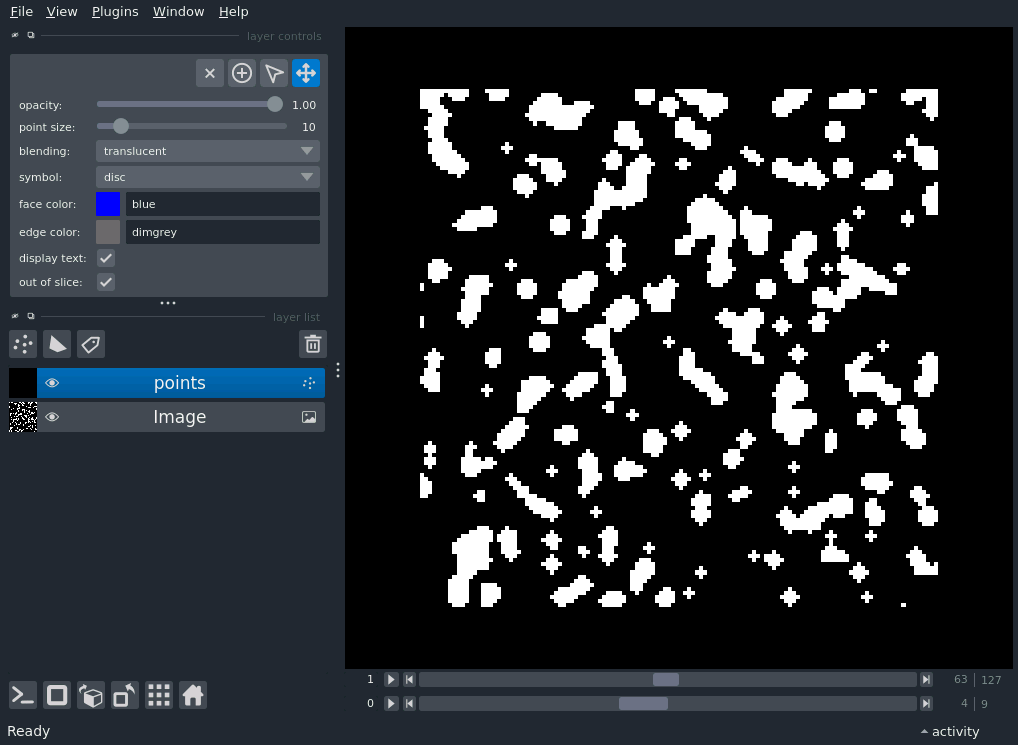 File View Plugins Window Help
layer controls
opacity: 1.00
point size: 10
blending: translucent
symbol: disc
face color: blue
edge color: dimgrey
display text:
out of slice:
layer list
points
Image
1 63 127
0 4 9
Ready activity